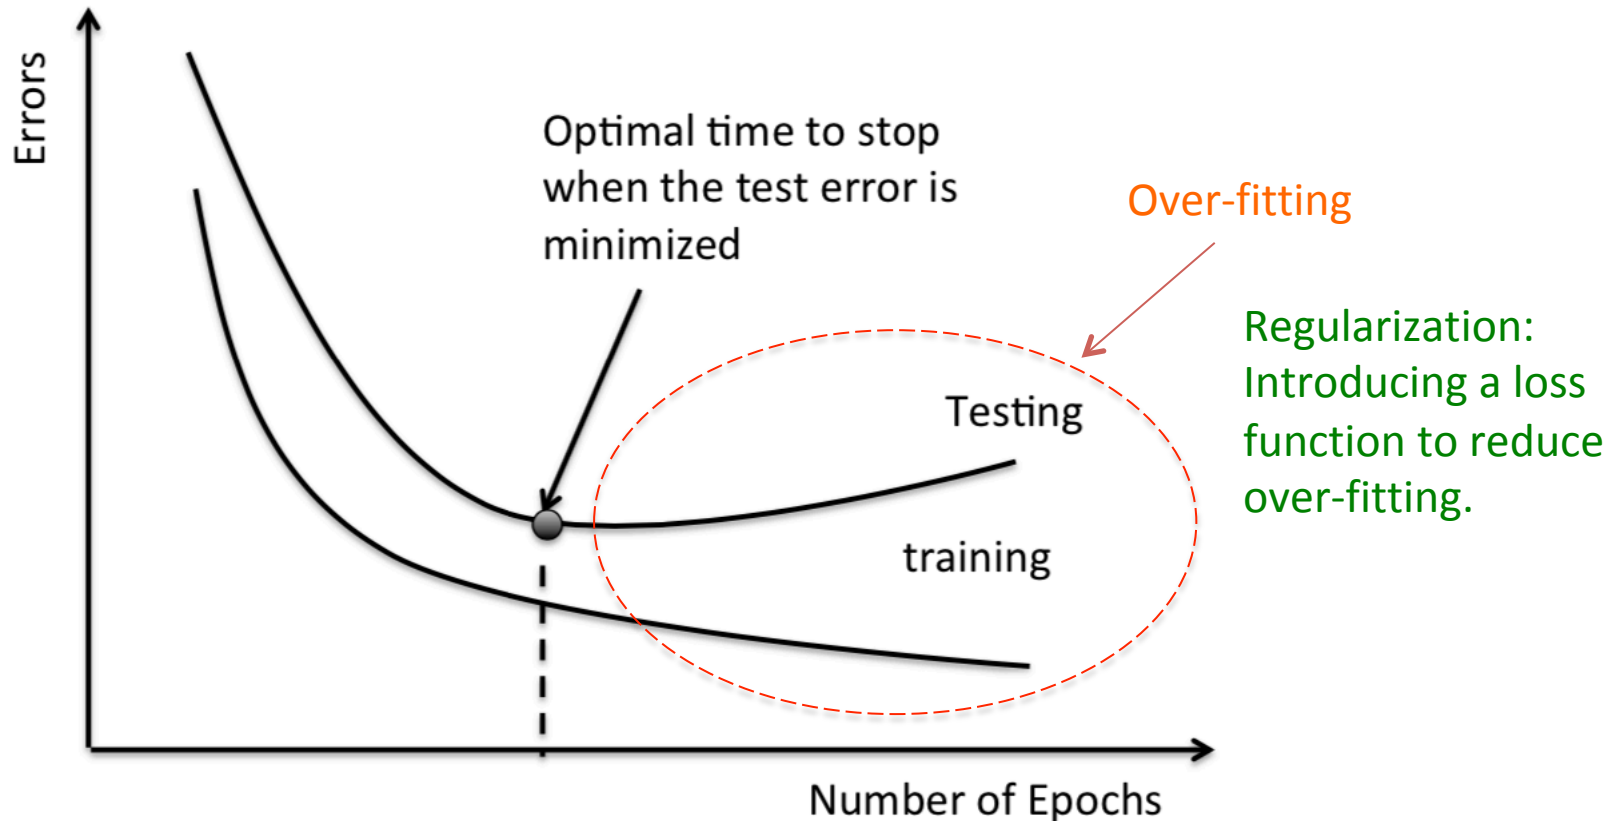 Errors
Optimal time to stop
when the test error is
minimized
Over-fitting
Regularization:
Introducing a loss
function to reduce
over-fitting.
Testing
training
Number of Epochs